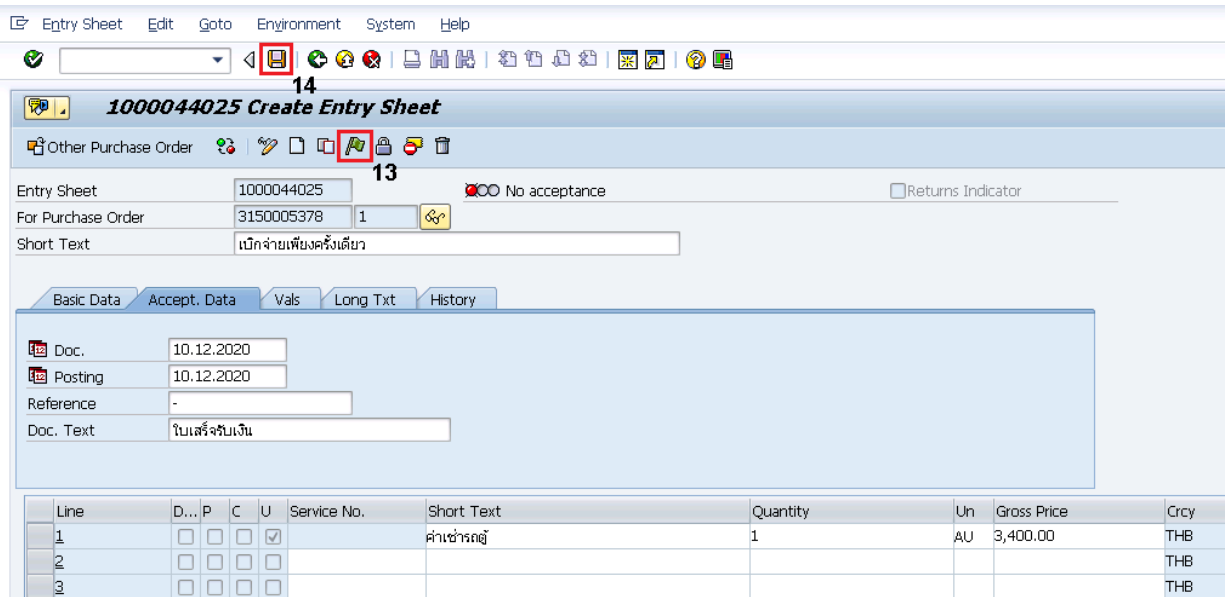 Entry Sheet Edit Goto Environment System Help
14
1000044025 Create Entry Sheet
Other Purchase Order
13
Entry Sheet 1000044025 No acceptance Returns Indicator
For Purchase Order 3150005378 1
Short Text เบิกจ่ายเพียงครั้งเดียว
Basic Data Accept. Data Vals Long Txt History
Doc. 10.12.2020
Posting 10.12.2020
Reference -
Doc. Text ใบเสร็จรับเงิน
Line D... P C U Service No. Short Text Quantity Un Gross Price Crcy
1 ค่าเช่ารถตู้ 1 AU 3,400.00 THB
2 THB
3 THB